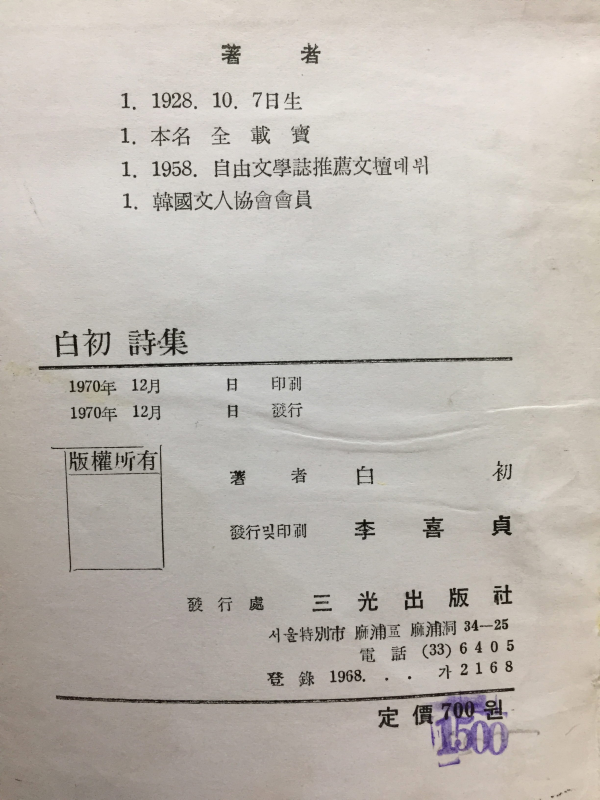 著 者
1. 1928. 10. 7日生
1. 本名 全載寶
1. 1958. 自由文學誌推薦文壇데뷔
1. 韓國文人協會會員
白初 詩集
1970年 12月 日 印刷
1970年 12月 日 發行
版權所有
著 者 白 初
發行및印刷 李喜貞
發行處 三光出版社
서울特別市 麻浦區 麻浦洞 34—25
電話 (33) 6405
登錄 1968. . . 가2168
定價 700원
1500